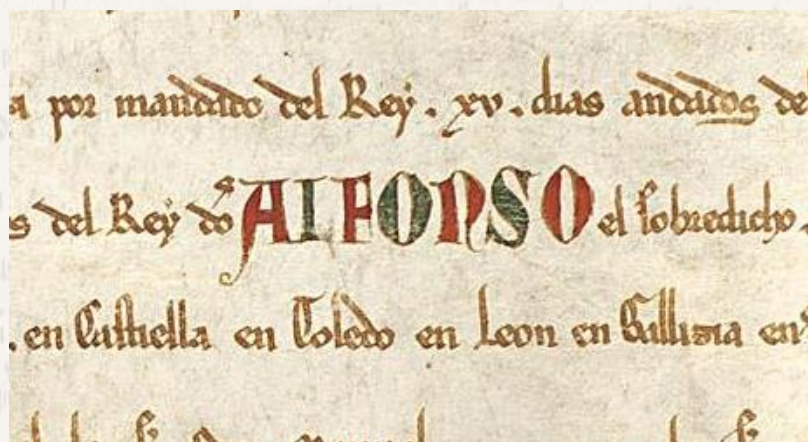 por mandado del Rey. xv. dias andados de
del Rey do ALFONSO el sobredicho.
. en Castiella en Toledo en Leon en Gallizia en